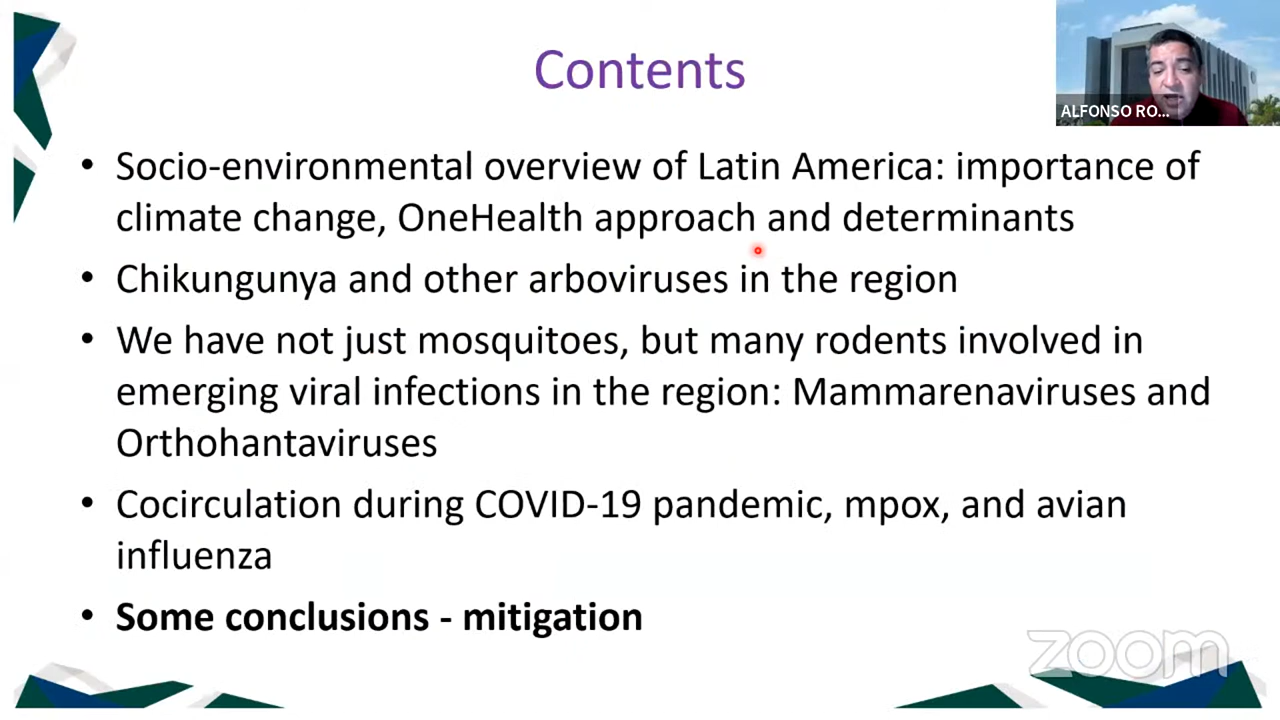 Contents
ALFONSO RO...
• Socio-environmental overview of Latin America: importance of
climate change, OneHealth approach and determinants
• Chikungunya and other arboviruses in the region
• We have not just mosquitoes, but many rodents involved in
emerging viral infections in the region: Mammarenaviruses and
Orthohantaviruses
• Cocirculation during COVID-19 pandemic, mpox, and avian
influenza
• Some conclusions - mitigation
zoom